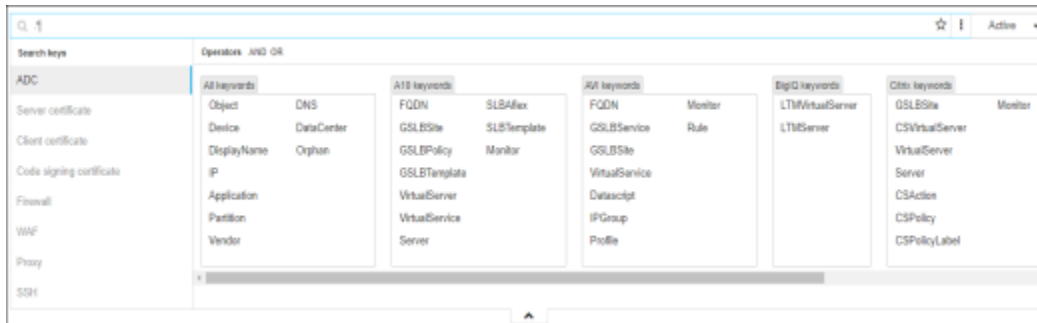 Active
Search keys
Operators AND OR
ADC
Server certificate
Client certificate
Code signing certificate
Firewall
WAF
Proxy
SSH
All keywords
Object DNS
Device DataCenter
DisplayName Orphan
IP
Application
Partition
Vendor
A10 keywords
FQDN SLBAflex
GSLBSite SLBTemplate
GSLBPolicy Monitor
GSLBTemplate
VirtualServer
VirtualService
Server
AVI keywords
FQDN Monitor
GSLBService Rule
GSLBSite
VirtualService
Datascript
IPGroup
Profile
BigIQ keywords
LTMVirtualServer
LTMServer
Citrix keywords
GSLBSite Monitor
CSVirtualServer
VirtualServer
Server
CSAction
CSPolicy
CSPolicyLabel